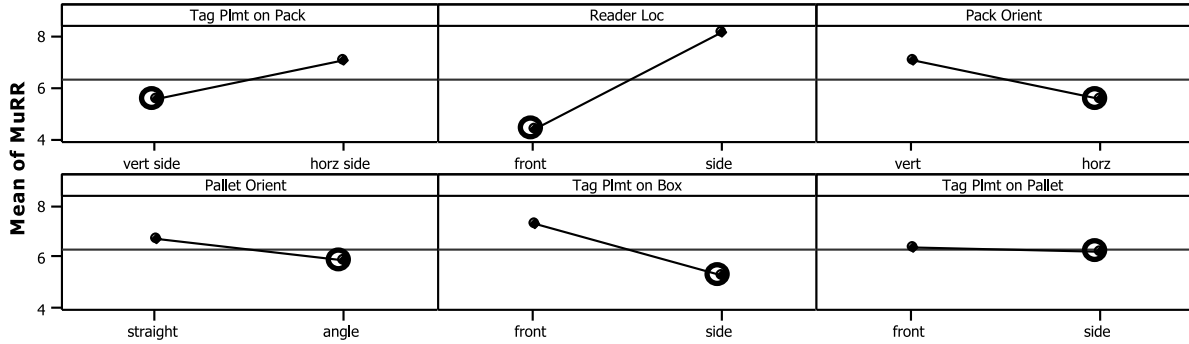 Tag Plmt on Pack Reader Loc Pack Orient
8
6
4
vert side horz side front side vert horz
Mean of MuRR
Pallet Orient Tag Plmt on Box Tag Plmt on Pallet
8
6
4
straight angle front side front side